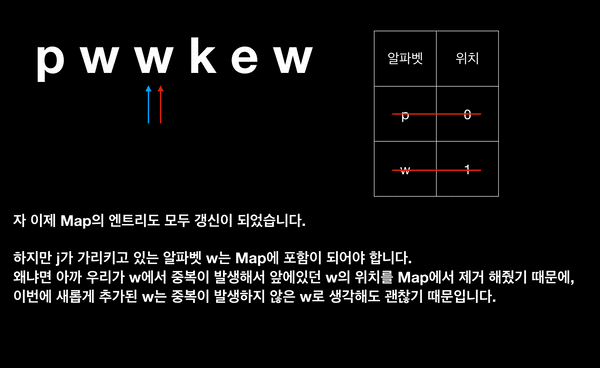 p w w k e w
알파벳 위치
p 0
w 1
자 이제 Map의 엔트리도 모두 갱신이 되었습니다.
하지만 j가 가리키고 있는 알파벳 w는 Map에 포함이 되어야 합니다.
왜냐면 아까 우리가 w에서 중복이 발생해서 앞에있던 w의 위치를 Map에서 제거 해줬기 때문에,
이번에 새롭게 추가된 w는 중복이 발생하지 않은 w로 생각해도 괜찮기 때문입니다.